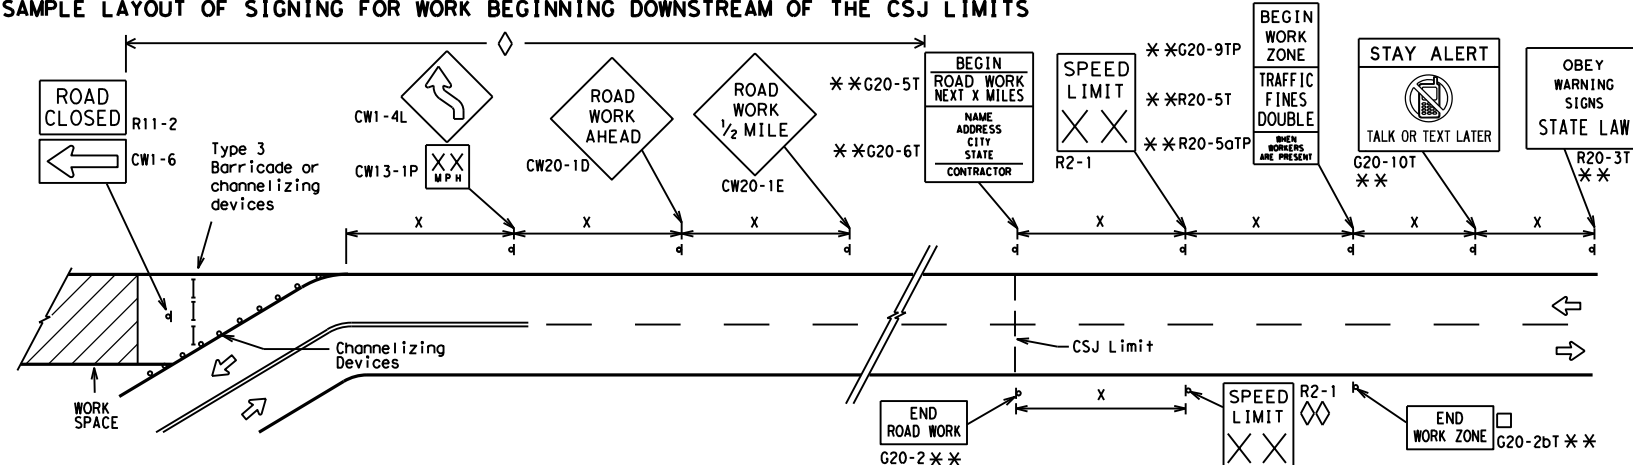 SAMPLE LAYOUT OF SIGNING FOR WORK BEGINNING DOWNSTREAM OF THE CSJ LIMITS
ROAD
CLOSED
R11-2
CW1-6
Type 3
Barricade or
channelizing
devices
CW1-4L
CW13-1P
XX
MPH
ROAD
WORK
AHEAD
CW20-1D
ROAD
WORK
1/2 MILE
CW20-1E
**G20-5T
**G20-6T
BEGIN
ROAD WORK
NEXT X MILES
NAME
ADDRESS
CITY
STATE
CONTRACTOR
SPEED
LIMIT
XX
R2-1
**G20-9TP
**R20-5T
**R20-5aTP
BEGIN
WORK
ZONE
TRAFFIC
FINES
DOUBLE
WHEN
WORKERS
ARE PRESENT
STAY ALERT
TALK OR TEXT LATER
G20-10T
**
OBEY
WARNING
SIGNS
STATE LAW
R20-3T
**
X
X
X
X
X
X
X
Channelizing
Devices
CSJ Limit
WORK
SPACE
X
END
ROAD WORK
G20-2**
SPEED
LIMIT
XX
R2-1
END
WORK ZONE
G20-2bT **